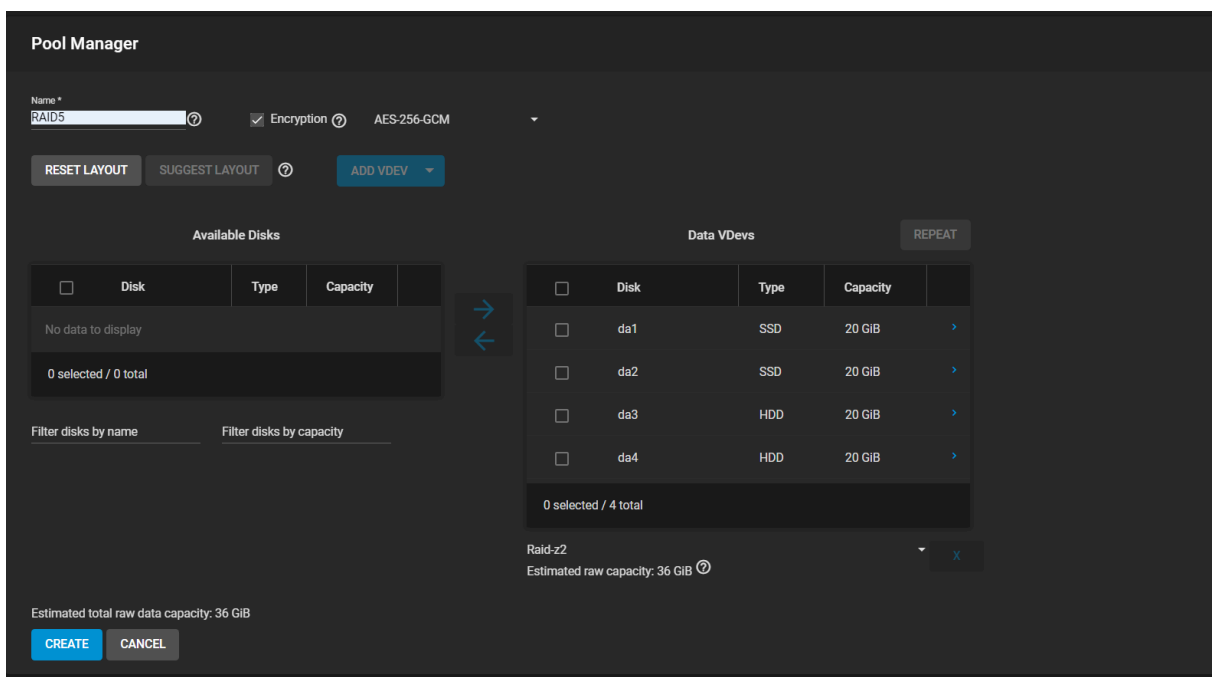 Pool Manager
Name *
RAID5
Encryption
AES-256-GCM
RESET LAYOUT
SUGGEST LAYOUT
ADD VDEV
Available Disks
Disk Type Capacity
No data to display
0 selected / 0 total
Filter disks by name
Filter disks by capacity
Data VDevs
REPEAT
Disk Type Capacity
da1 SSD 20 GiB
da2 SSD 20 GiB
da3 HDD 20 GiB
da4 HDD 20 GiB
0 selected / 4 total
Raid-z2
X
Estimated raw capacity: 36 GiB
Estimated total raw data capacity: 36 GiB
CREATE
CANCEL